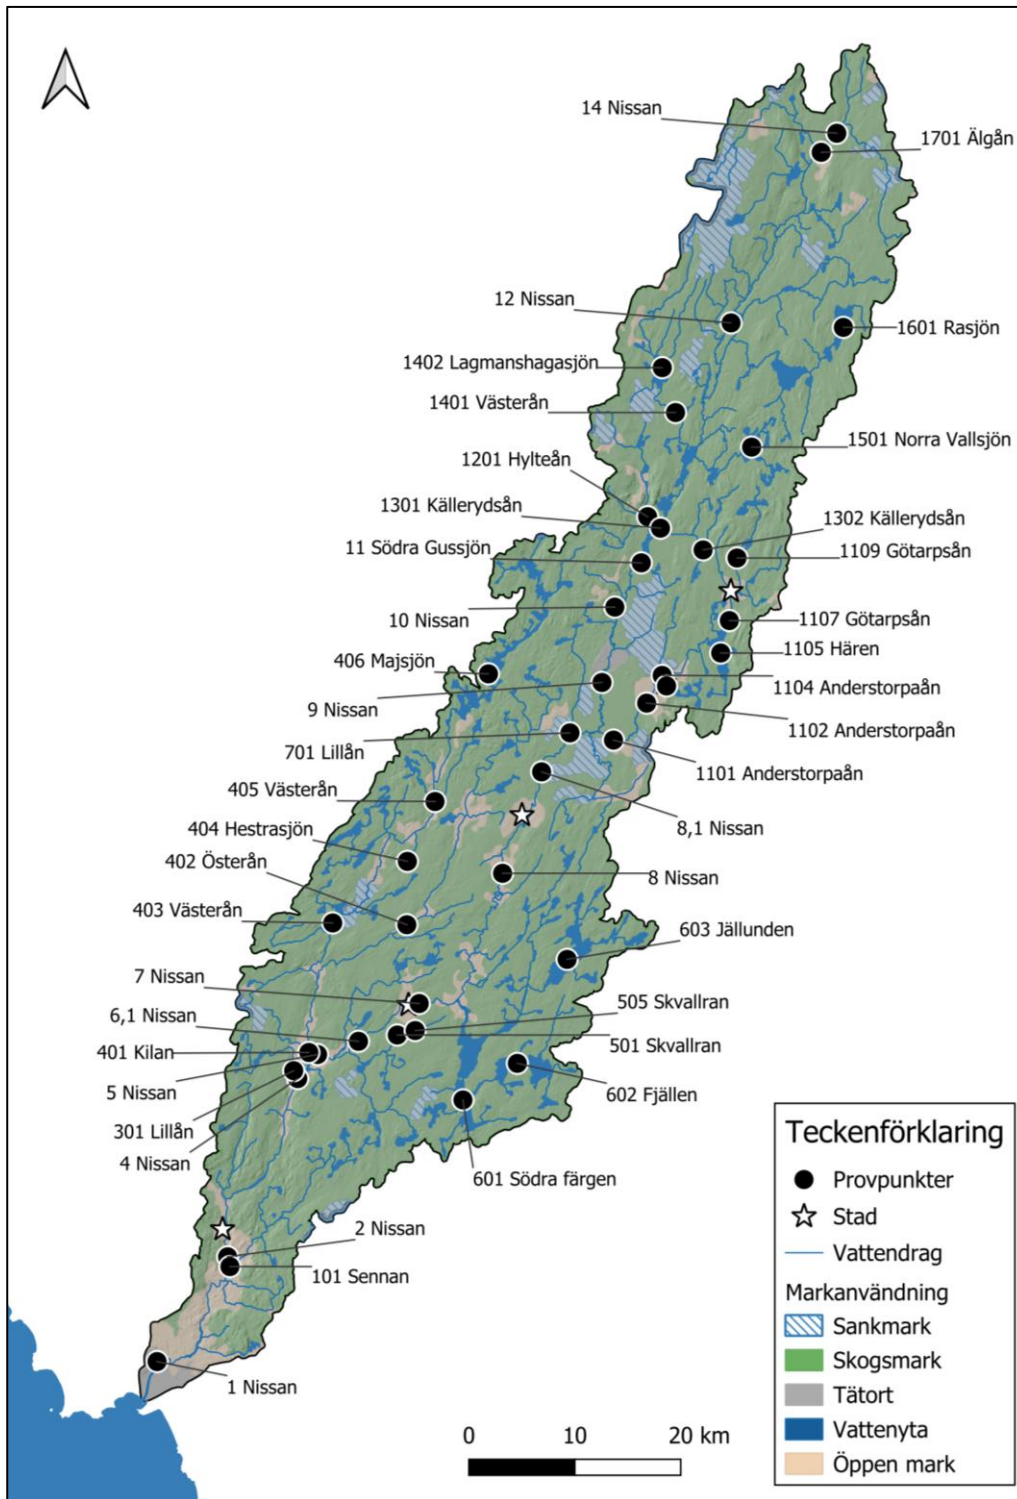 14 Nissan
1701 Älgån
12 Nissan
1601 Rasjön
1402 Lagmanshagasjön
1401 Västerån
1501 Norra Vallsjön
1201 Hylteån
1301 Källerydsån
1302 Källerydsån
11 Södra Gussjön
1109 Götarpsån
10 Nissan
1107 Götarpsån
1105 Hären
406 Majsjön
1104 Anderstorpaån
9 Nissan
1102 Anderstorpaån
701 Lillån
1101 Anderstorpaån
405 Västerån
8,1 Nissan
404 Hestrasjön
402 Österån
8 Nissan
403 Västerån
603 Jällunden
7 Nissan
505 Skvallran
6,1 Nissan
501 Skvallran
401 Kilan
5 Nissan
602 Fjällen
301 Lillån
4 Nissan
601 Södra färgen
2 Nissan
101 Sennan
1 Nissan
0 10 20 km
Teckenförklaring
Provpunkter
Stad
Vattendrag
Markanvändning
Sankmark
Skogsmark
Tätort
Vattenyta
Öppen mark